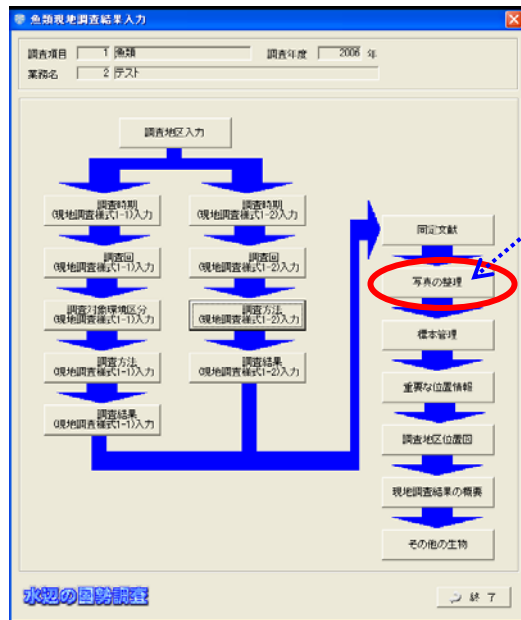 魚類現地調査結果入力
調査項目 1 魚類 調査年度 2006 年
業務名 2 テスト
調査地区入力
調査時期
(現地調査様式1-1)入力
調査回
(現地調査様式1-1)入力
調査対象環境区分
(現地調査様式1-1)入力
調査方法
(現地調査様式1-1)入力
調査結果
(現地調査様式1-1)入力
調査時期
(現地調査様式1-2)入力
調査回
(現地調査様式1-2)入力
調査方法
(現地調査様式1-2)入力
調査結果
(現地調査様式1-2)入力
同定文献
写真の整理
標本管理
重要な位置情報
調査地区位置図
現地調査結果の概要
その他の生物
水辺の国勢調査
終 了